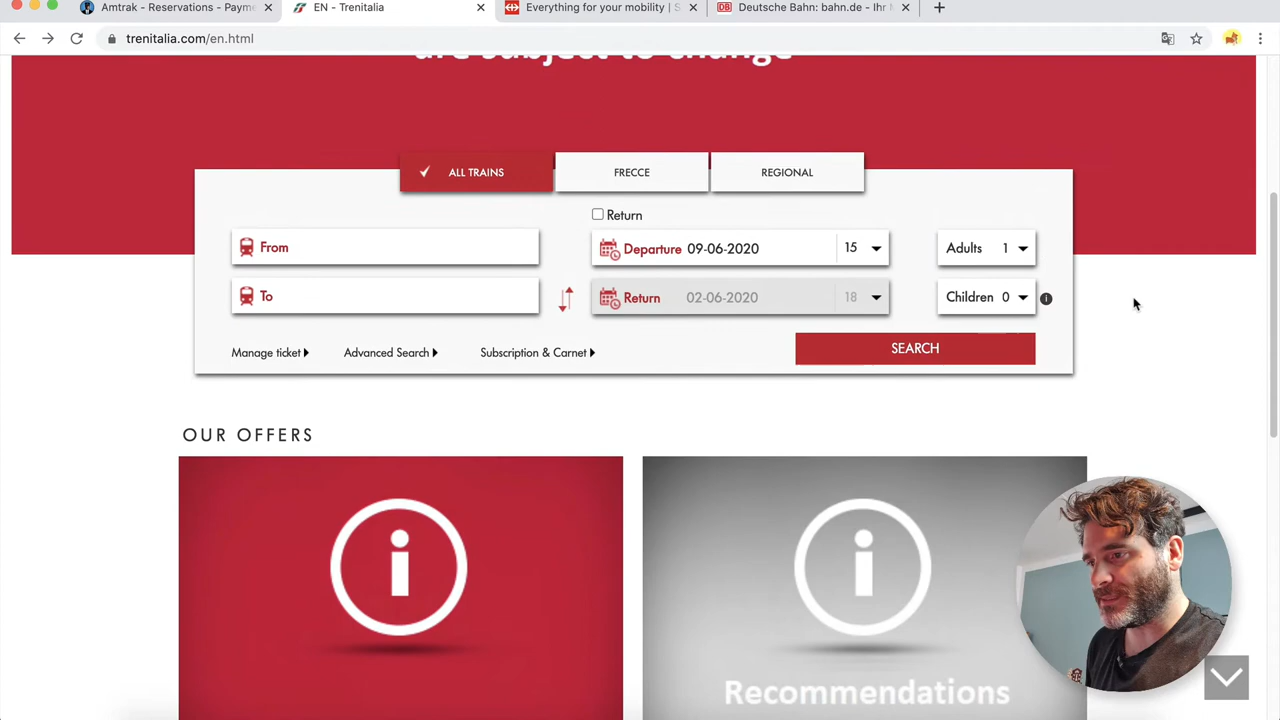 Amtrak - Reservations - Payme
EN - Trenitalia
Everything for your mobility | S
DB Deutsche Bahn: bahn.de - Ihr M
trenitalia.com/en.html
are subject to change
ALL TRAINS
FRECCE
REGIONAL
Return
From
Departure 09-06-2020 15
Adults 1
To
Return 02-06-2020 18
Children 0
i
Manage ticket
Advanced Search
Subscription & Carnet
SEARCH
OUR OFFERS
i
i
Recommendations